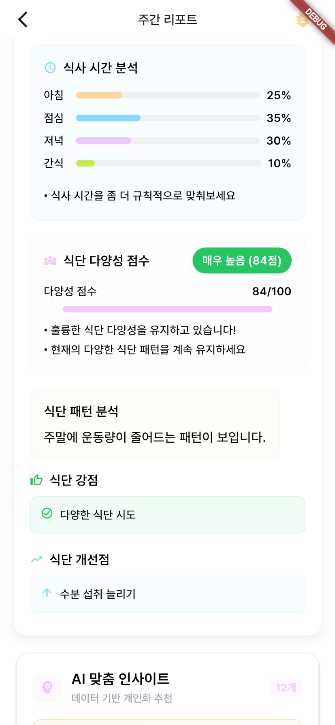 주간 리포트
DEBUG
식사 시간 분석
아침 25%
점심 35%
저녁 30%
간식 10%
• 식사 시간을 좀 더 규칙적으로 맞춰보세요
식단 다양성 점수
매우 높음 (84점)
다양성 점수 84/100
• 훌륭한 식단 다양성을 유지하고 있습니다!
• 현재의 다양한 식단 패턴을 계속 유지하세요
식단 패턴 분석
주말에 운동량이 줄어드는 패턴이 보입니다.
식단 강점
다양한 식단 시도
식단 개선점
수분 섭취 늘리기
AI 맞춤 인사이트
12개
데이터 기반 개인화 추천